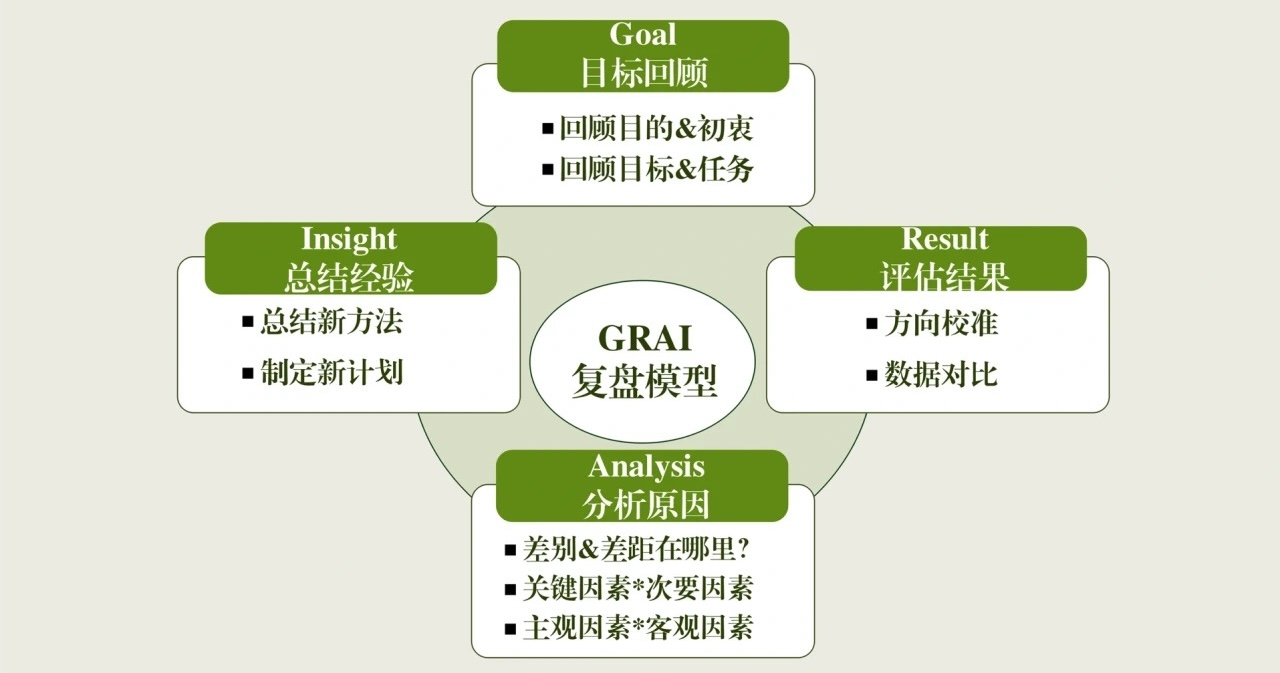 Goal
目标回顾
■回顾目的&初衷
■回顾目标&任务
Insight
总结经验
■总结新方法
■制定新计划
GRAI
复盘模型
Result
评估结果
■方向校准
■数据对比
Analysis
分析原因
■差别&差距在哪里?
■关键因素*次要因素
■主观因素*客观因素